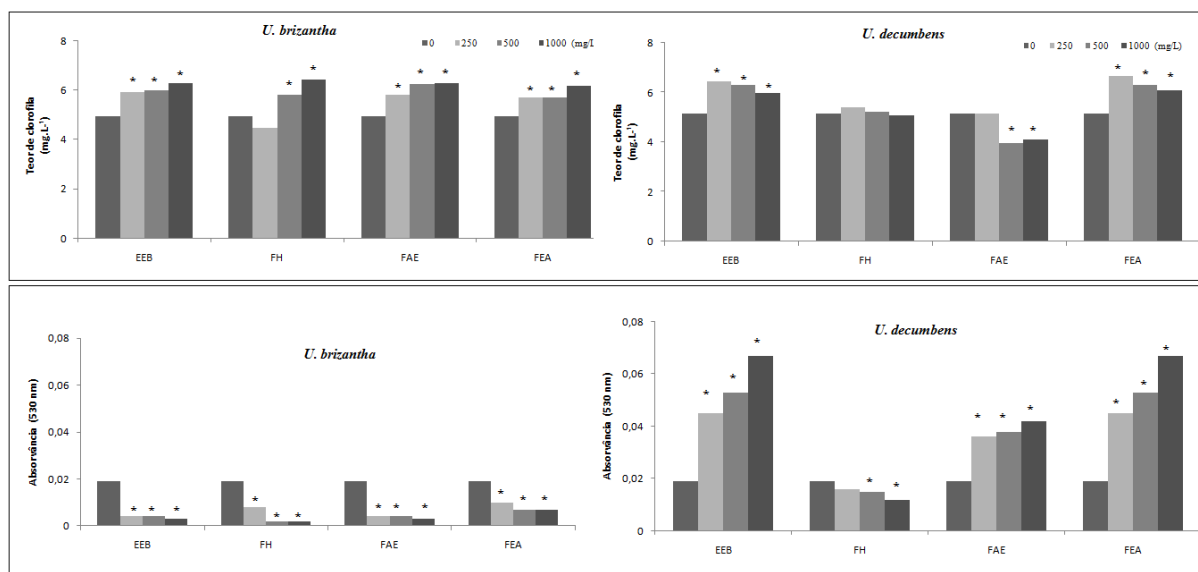 U. brizantha
0 250 500 1000 (mg/l
8
6
4
2
0
Teor de clorofila
(mg.L-¹)
* * *
* *
* * *
* * *
EEB FH FAE FEA
U. decumbens
0 250 500 1000 (mg/L)
8
6
4
2
0
Teor de clorofila
(mg.L-¹)
* * *
* *
* * *
EEB FH FAE FEA
U. brizantha
0,08
0,06
0,04
0,02
0
Absorvância (530 nm)
* * *
* * *
* * *
* * *
EEB FH FAE FEA
U. decumbens
0,08
0,06
0,04
0,02
0,00
Absorvância (530 nm)
* * *
* *
* * *
* * *
EEB FH FAE FEA